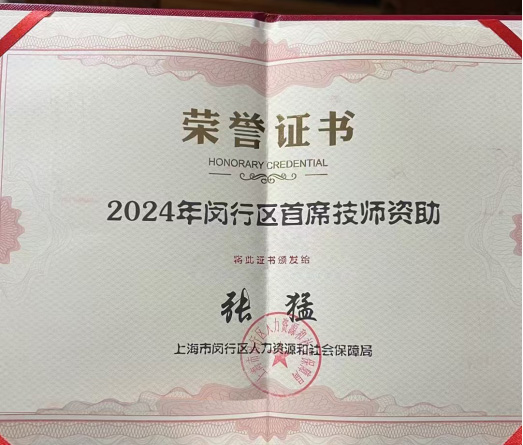 荣誉证书
HONORARY CREDENTIAL
2024年闵行区首席技师资助
将此证书颁发给
张猛
上海市闵行区人力资源和社会保障局